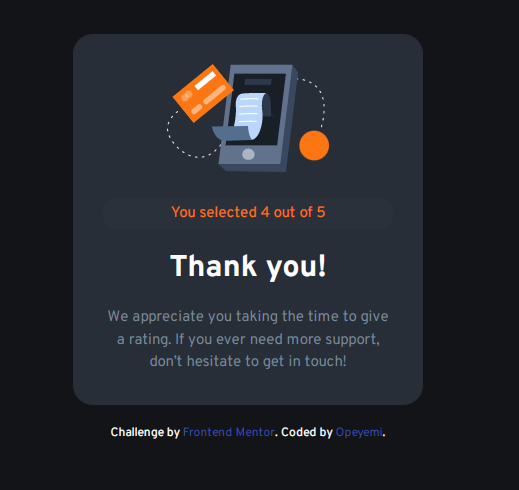 You selected 4 out of 5
Thank you!
We appreciate you taking the time to give
a rating. If you ever need more support,
don't hesitate to get in touch!
Challenge by Frontend Mentor. Coded by Opeyemi.